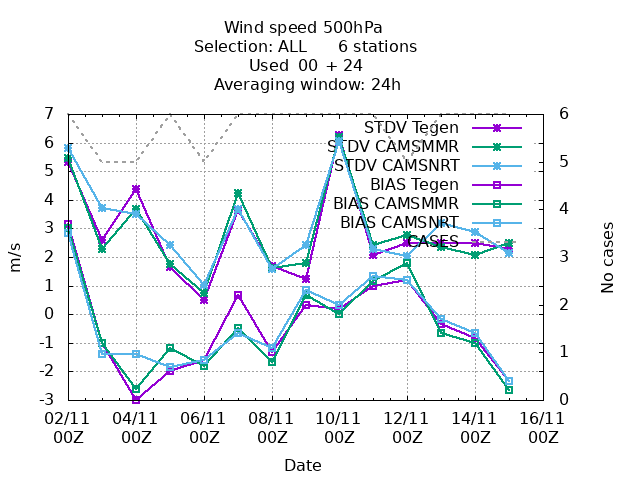 Wind speed 500hPa
Selection: ALL      6 stations
Used  00  + 24
Averaging window: 24h
7
6
5
4
3
2
1
0
-1
-2
-3
m/s
6
5
4
3
2
1
0
No cases
STDV Tegen
STDV CAMSMMR
STDV CAMSNRT
BIAS Tegen
BIAS CAMSMMR
BIAS CAMSNRT
CASES
02/11 04/11 06/11 08/11 10/11 12/11 14/11 16/11
00Z 00Z 00Z 00Z 00Z 00Z 00Z 00Z
Date